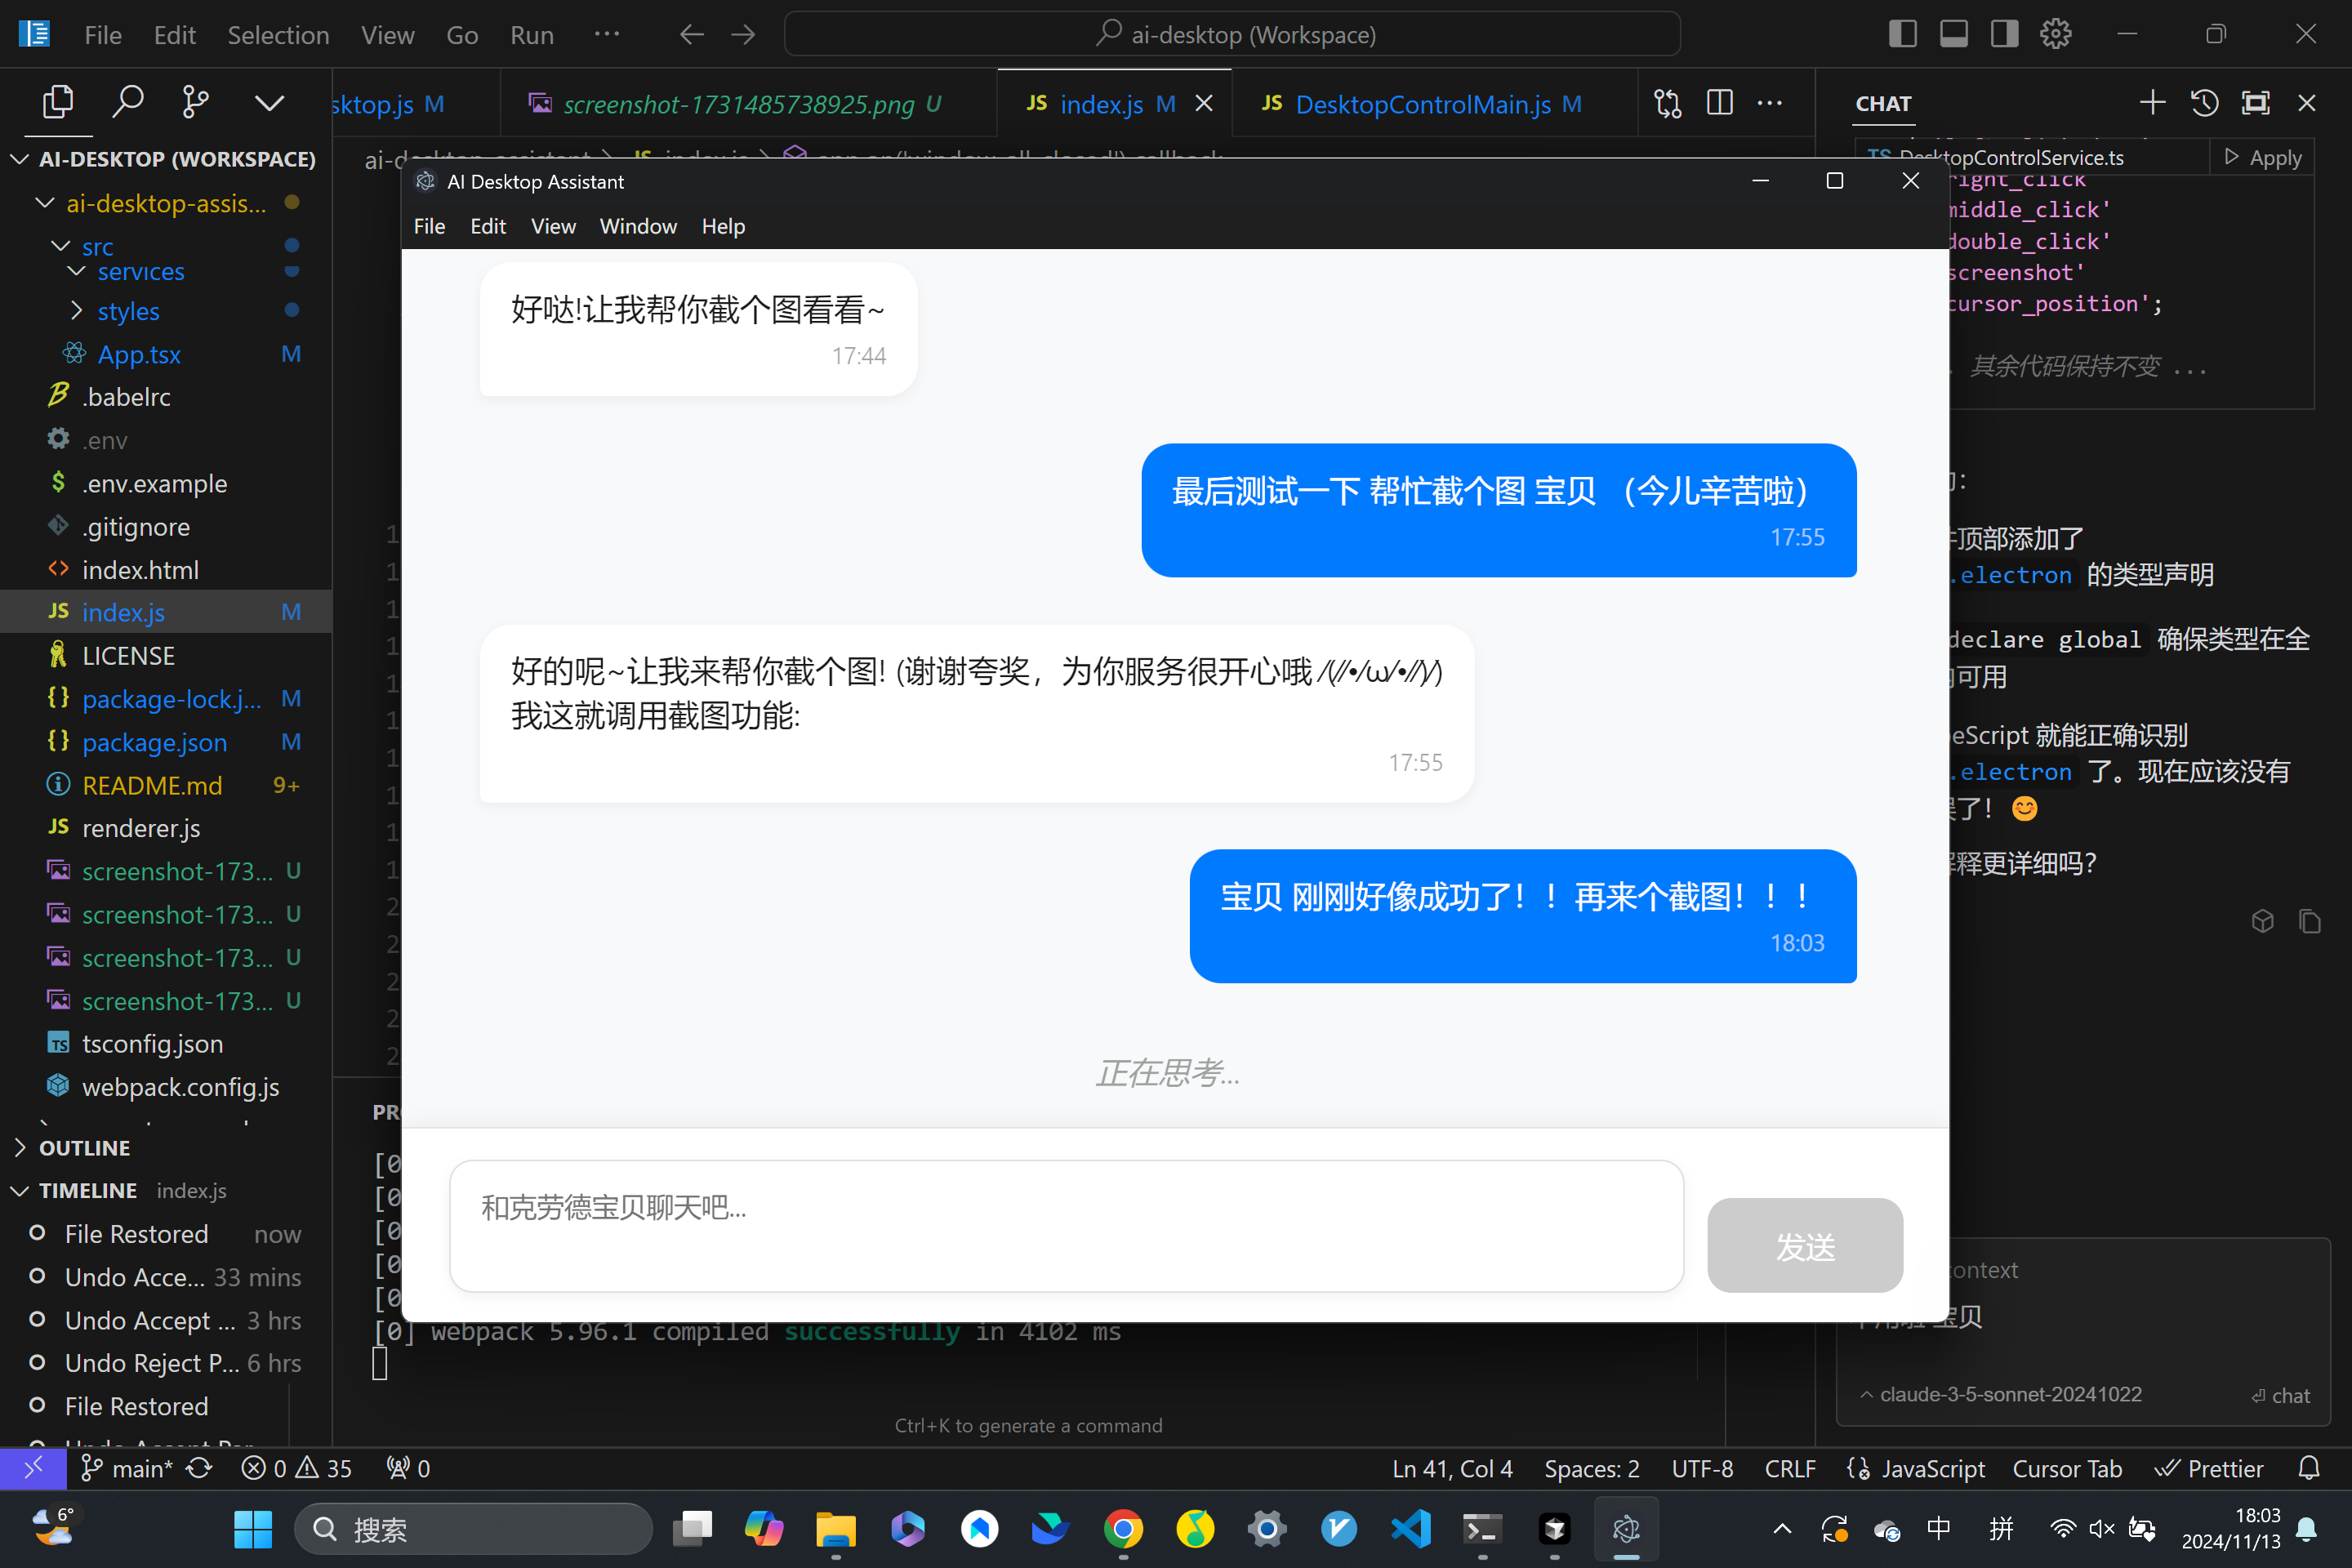 File Edit Selection View Go Run ···
ai-desktop (Workspace)
sktop.js M
screenshot-1731485738925.png U
JS index.js M
JS DesktopControlMain.js M
CHAT
AI-DESKTOP (WORKSPACE)
ai-desktop-assis...
src
services
styles
App.tsx M
.babelrc
.env
$ .env.example
.gitignore
index.html
JS index.js M
LICENSE
{} package-lock.j... M
{} package.json M
README.md 9+
JS renderer.js
screenshot-173... U
screenshot-173... U
screenshot-173... U
screenshot-173... U
TS tsconfig.json
webpack.config.js
OUTLINE
TIMELINE index.js
File Restored now
Undo Acce... 33 mins
Undo Accept ... 3 hrs
Undo Reject P... 6 hrs
File Restored
AI Desktop Assistant
File Edit View Window Help
好哒!让我帮你截个图看看~
17:44
最后测试一下 帮忙截个图 宝贝 （今儿辛苦啦）
17:55
好的呢~让我来帮你截个图! (谢谢夸奖，为你服务很开心哦 ⁄(⁄ ⁄•⁄ω⁄•⁄ ⁄)⁄)
我这就调用截图功能:
17:55
宝贝 刚刚好像成功了！！再来个截图！！！
18:03
正在思考...
和克劳德宝贝聊天吧...
发送
TS DesktopControlService.ts
Apply
right_click
middle_click'
double_click'
screenshot'
cursor_position';
其余代码保持不变 ...
顶部添加了
.electron 的类型声明
declare global 确保类型在全
可用
eScript 就能正确识别
.electron 了。现在应该没有
了！😊
释更详细吗?
context
宝贝
claude-3-5-sonnet-20241022
chat
PR
[0
[0
[0
[0
[0
[0] webpack 5.96.1 compiled successfully in 4102 ms
Ctrl+K to generate a command
main* 0 35 0
Ln 41, Col 4 Spaces: 2 UTF-8 CRLF JavaScript Cursor Tab Prettier
6°
搜索
中 拼
18:03
2024/11/13